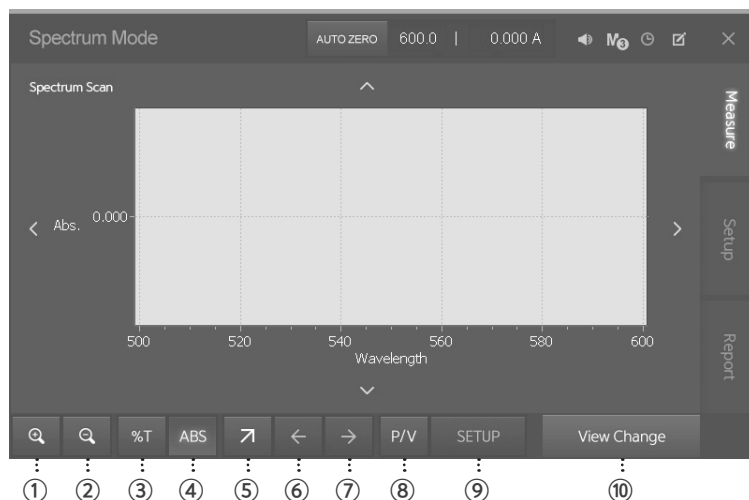 Spectrum Mode AUTO ZERO 600.0 | 0.000 A M3
Spectrum Scan
Measure
Abs. 0.000
Setup
500 520 540 560 580 600
Wavelength
Report
%T ABS P/V SETUP View Change
① ② ③ ④ ⑤ ⑥ ⑦ ⑧ ⑨ ⑩